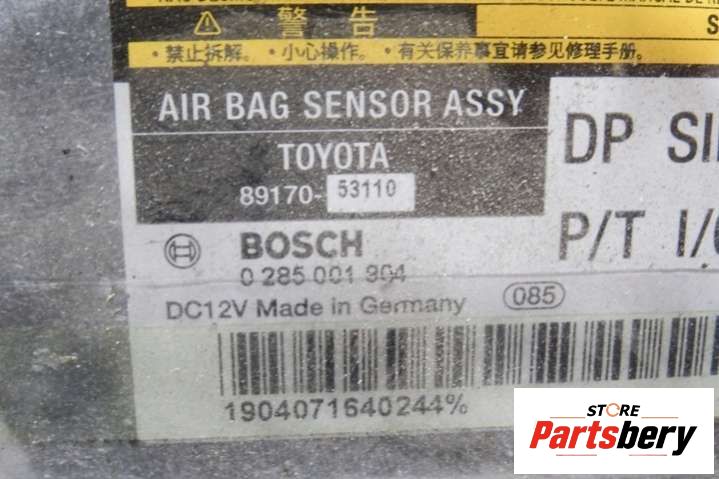 警告
·禁止拆解。·小心操作。·有关保养事宜请参见修理手册.
AIR BAG SENSOR ASSY
TOYOTA
89170-53110
DP
P/T
BOSCH
0 285 001 904
DC12V Made in Germany
085
1904071640244%
STORE
Partsbery